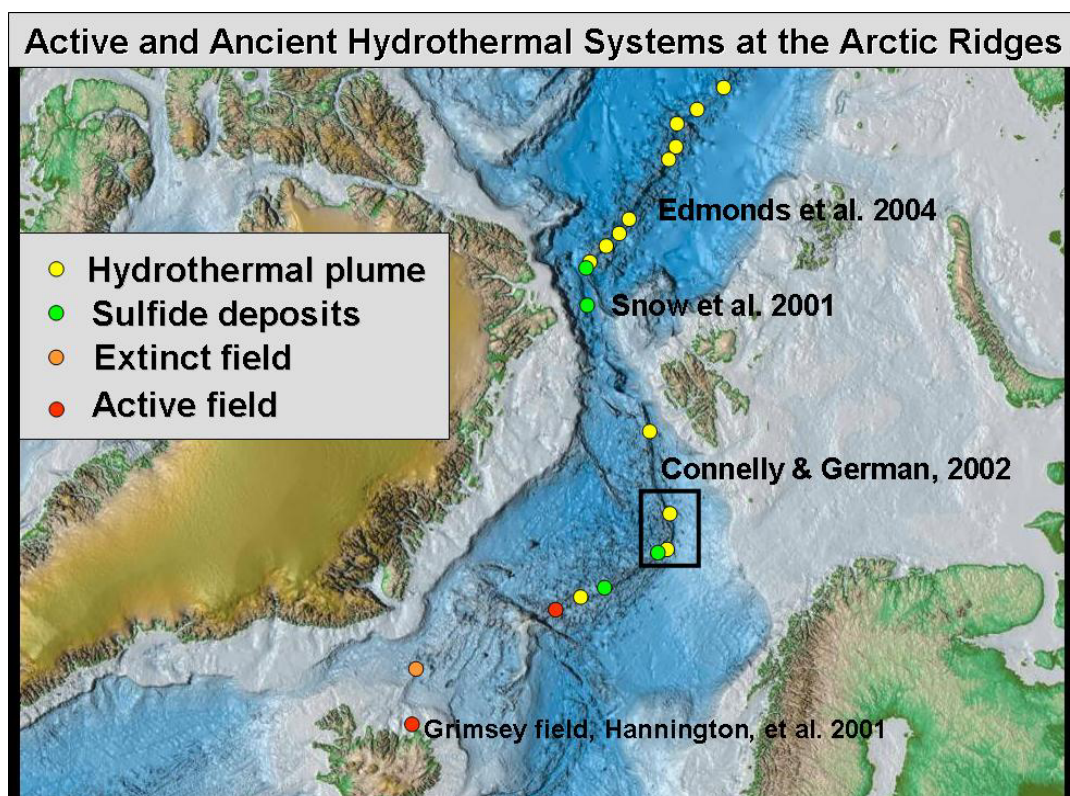 Active and Ancient Hydrothermal Systems at the Arctic Ridges
Edmonds et al. 2004
Hydrothermal plume
Sulfide deposits
Snow et al. 2001
Extinct field
Active field
Connelly & German, 2002
Grimsey field, Hannington, et al. 2001